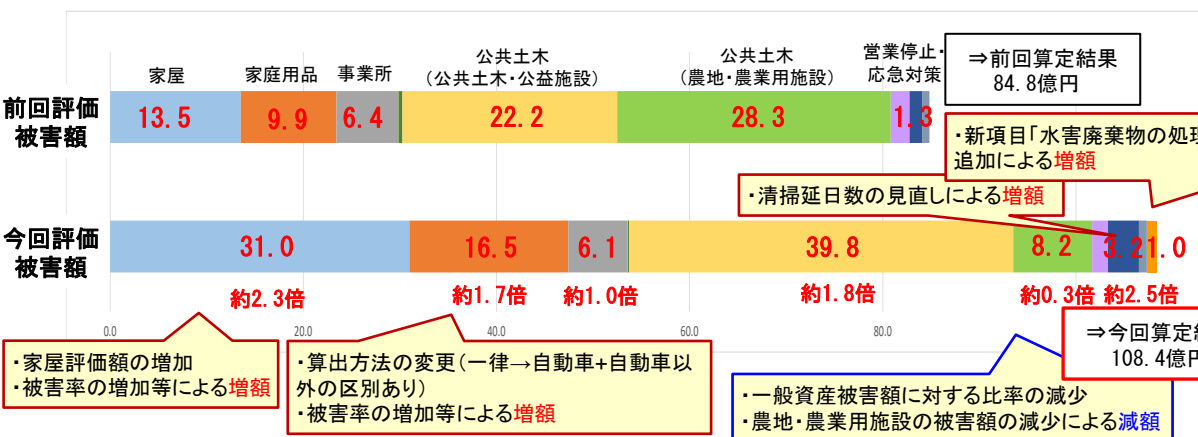 家屋
家庭用品
事業所
公共土木
（公共土木・公益施設）
公共土木
（農地・農業用施設）
営業停止・
応急対策
⇒前回算定結果
84.8億円
前回評価
被害額
13.5
9.9
6.4
22.2
28.3
1.3
・新項目「水害廃棄物の処理
追加による増額
・清掃延日数の見直しによる増額
今回評価
被害額
31.0
16.5
6.1
39.8
8.2
3.2
1.0
約2.3倍
約1.7倍
約1.0倍
約1.8倍
約0.3倍
約2.5倍
0.0
20.0
40.0
60.0
80.0
⇒今回算定結
108.4億円
・家屋評価額の増加
・被害率の増加等による増額
・算出方法の変更（一律→自動車+自動車以
外の区別あり）
・被害率の増加等による増額
・一般資産被害額に対する比率の減少
・農地・農業用施設の被害額の減少による減額